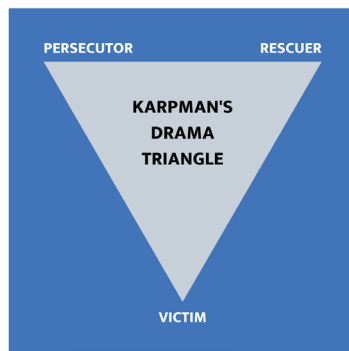 PERSECUTOR RESCUER
KARPMAN'S
DRAMA
TRIANGLE
VICTIM